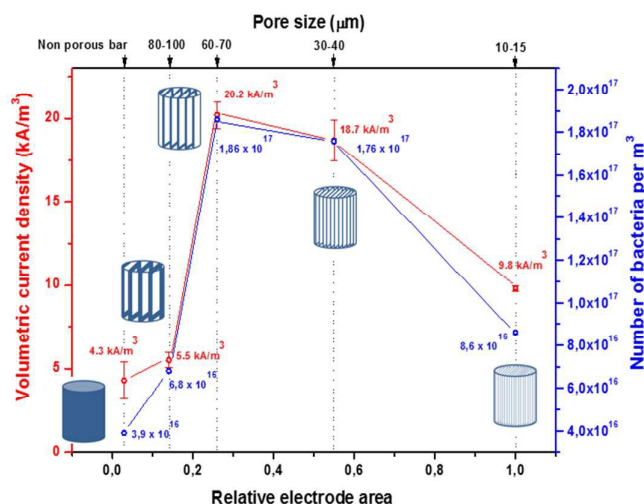 Pore size (μm)
Non porous bar 80-100 60-70 30-40 10-15
Volumetric current density (kA/m³)
20
15
10
5
0
20.2 kA/m³
1,86 x 10¹⁷
18.7 kA/m³
1,76 x 10¹⁷
9.8 kA/m³
8,6 x 10¹⁶
4.3 kA/m³
5.5 kA/m³
6,8 x 10¹⁶
3,9 x 10¹⁶
2,0x10¹⁷
1,8x10¹⁷
1,6x10¹⁷
1,4x10¹⁷
1,2x10¹⁷
1,0x10¹⁷
8,0x10¹⁶
6,0x10¹⁶
4,0x10¹⁶
Number of bacteria per m³
0,0 0,2 0,4 0,6 0,8 1,0
Relative electrode area